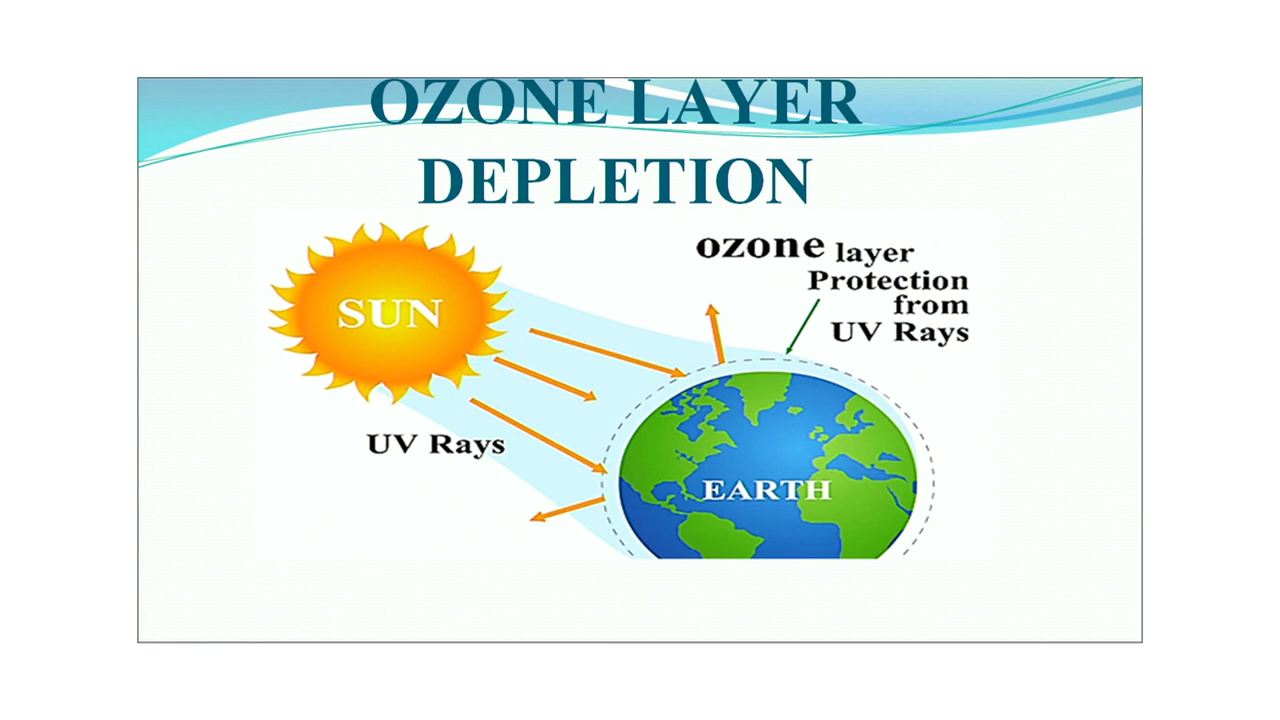 OZONE LAYER
DEPLETION
SUN
ozone layer
Protection
from
UV Rays
UV Rays
EARTH